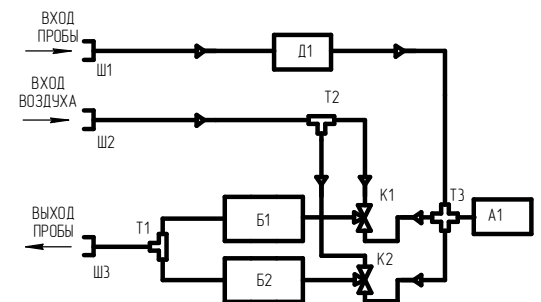 ВХОД
ПРОБЫ
Ш1
Д1
ВХОД
ВОЗДУХА
Ш2
Т2
К1
Т3
А1
Т1
Б1
ВЫХОД
ПРОБЫ
Ш3
К2
Б2